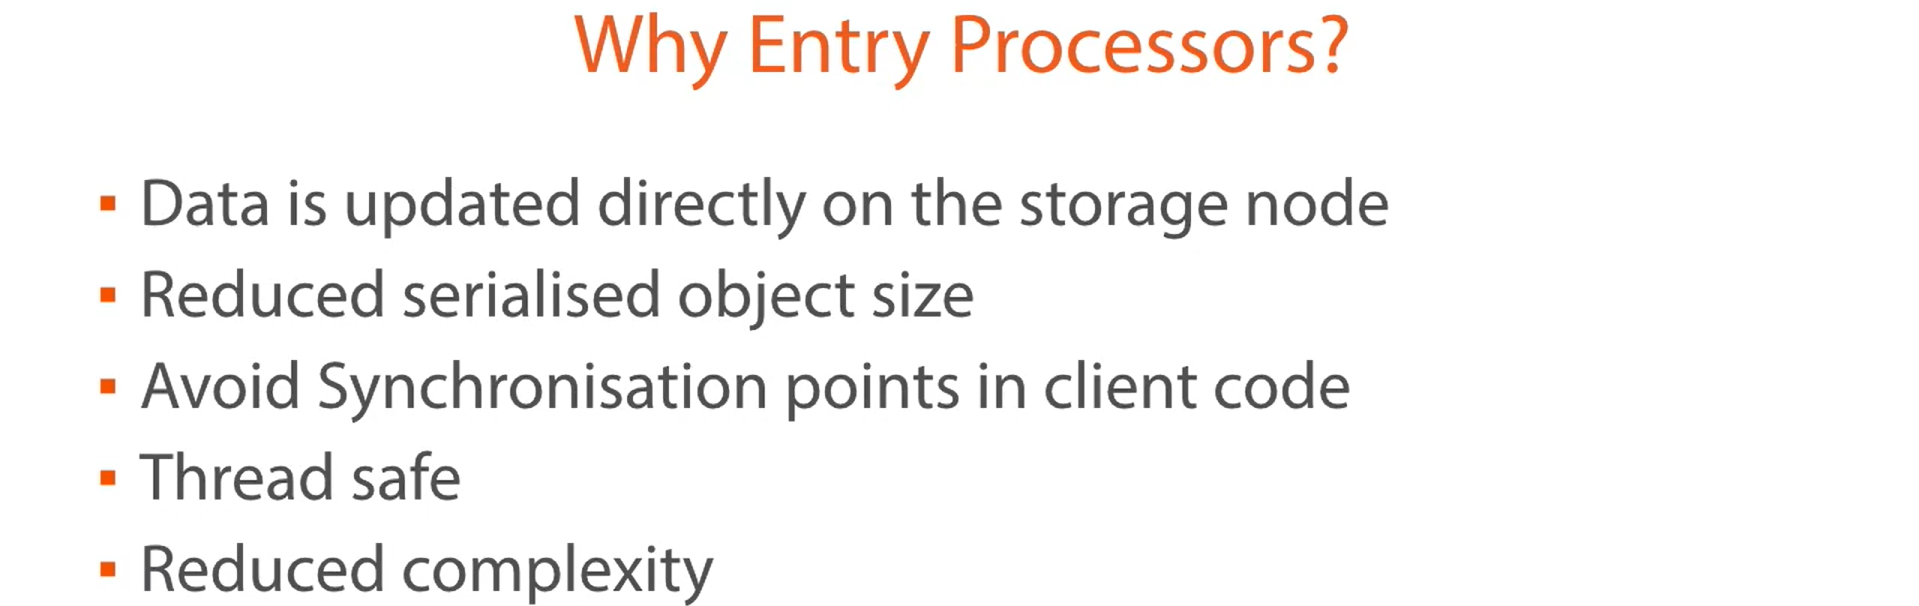 Why Entry Processors?
▪ Data is updated directly on the storage node
▪ Reduced serialised object size
▪ Avoid Synchronisation points in client code
▪ Thread safe
▪ Reduced complexity